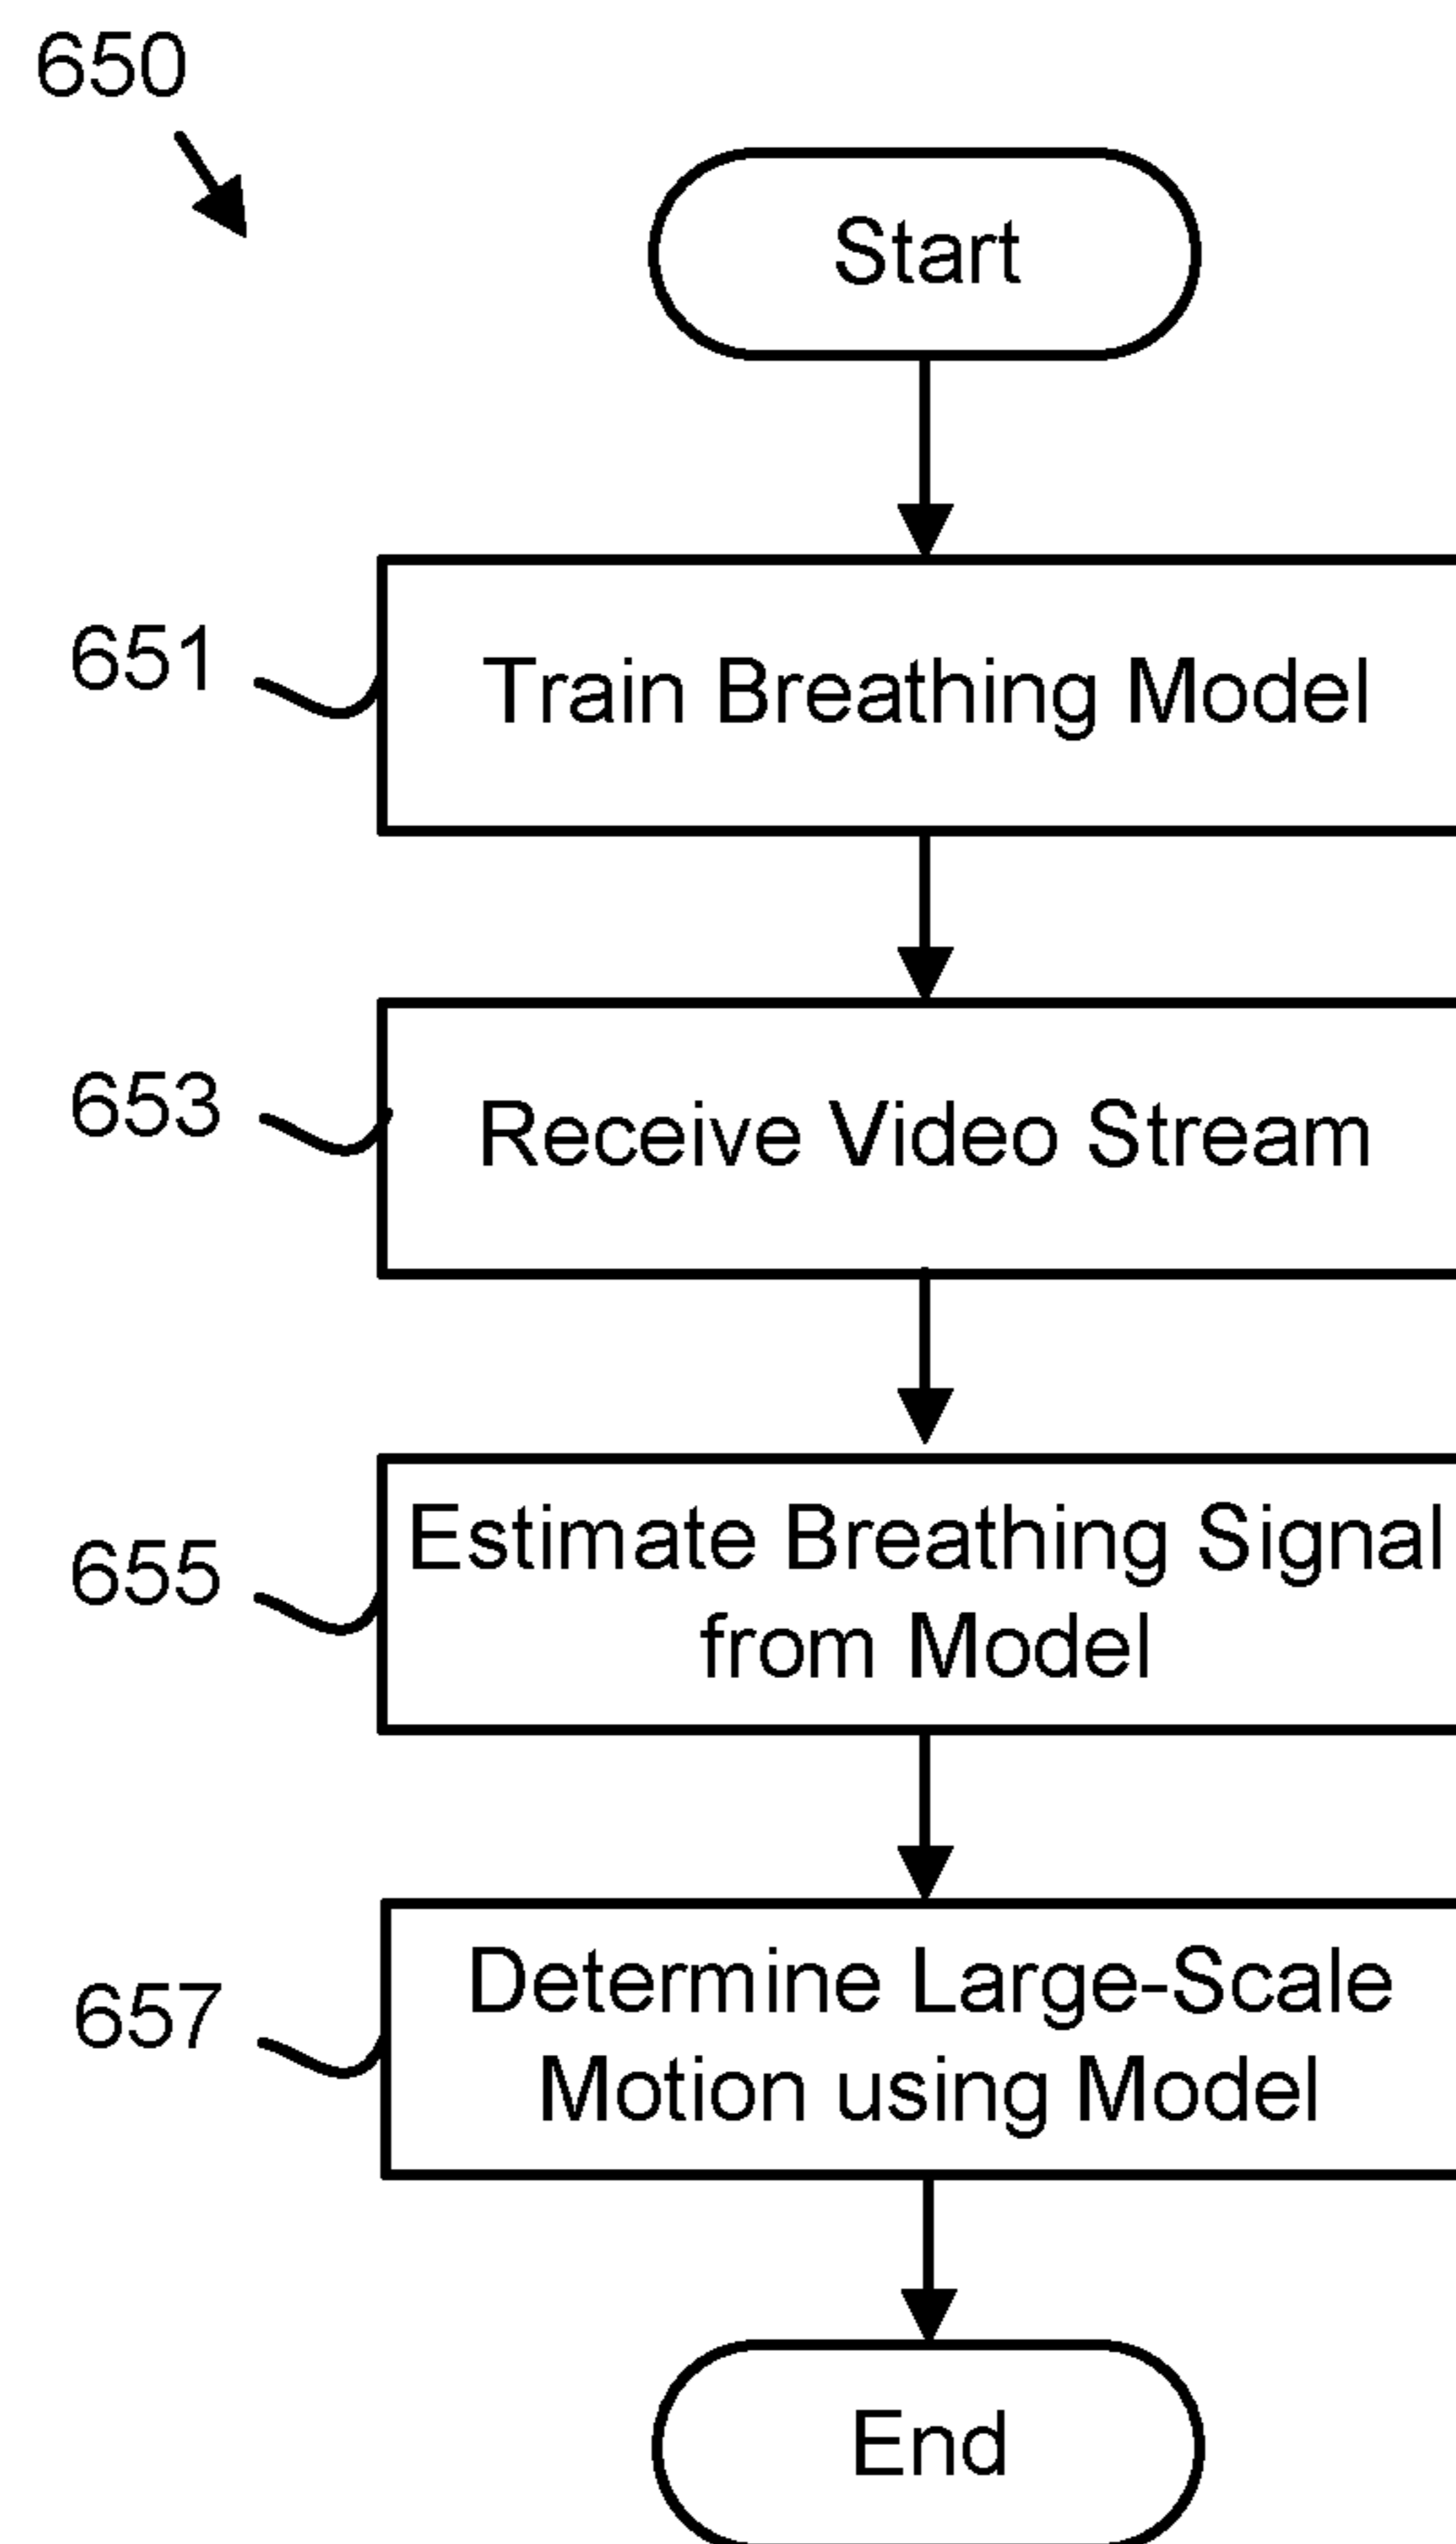 650
Start
651
Train Breathing Model
653
Receive Video Stream
655
Estimate Breathing Signal
from Model
657
Determine Large-Scale
Motion using Model
End